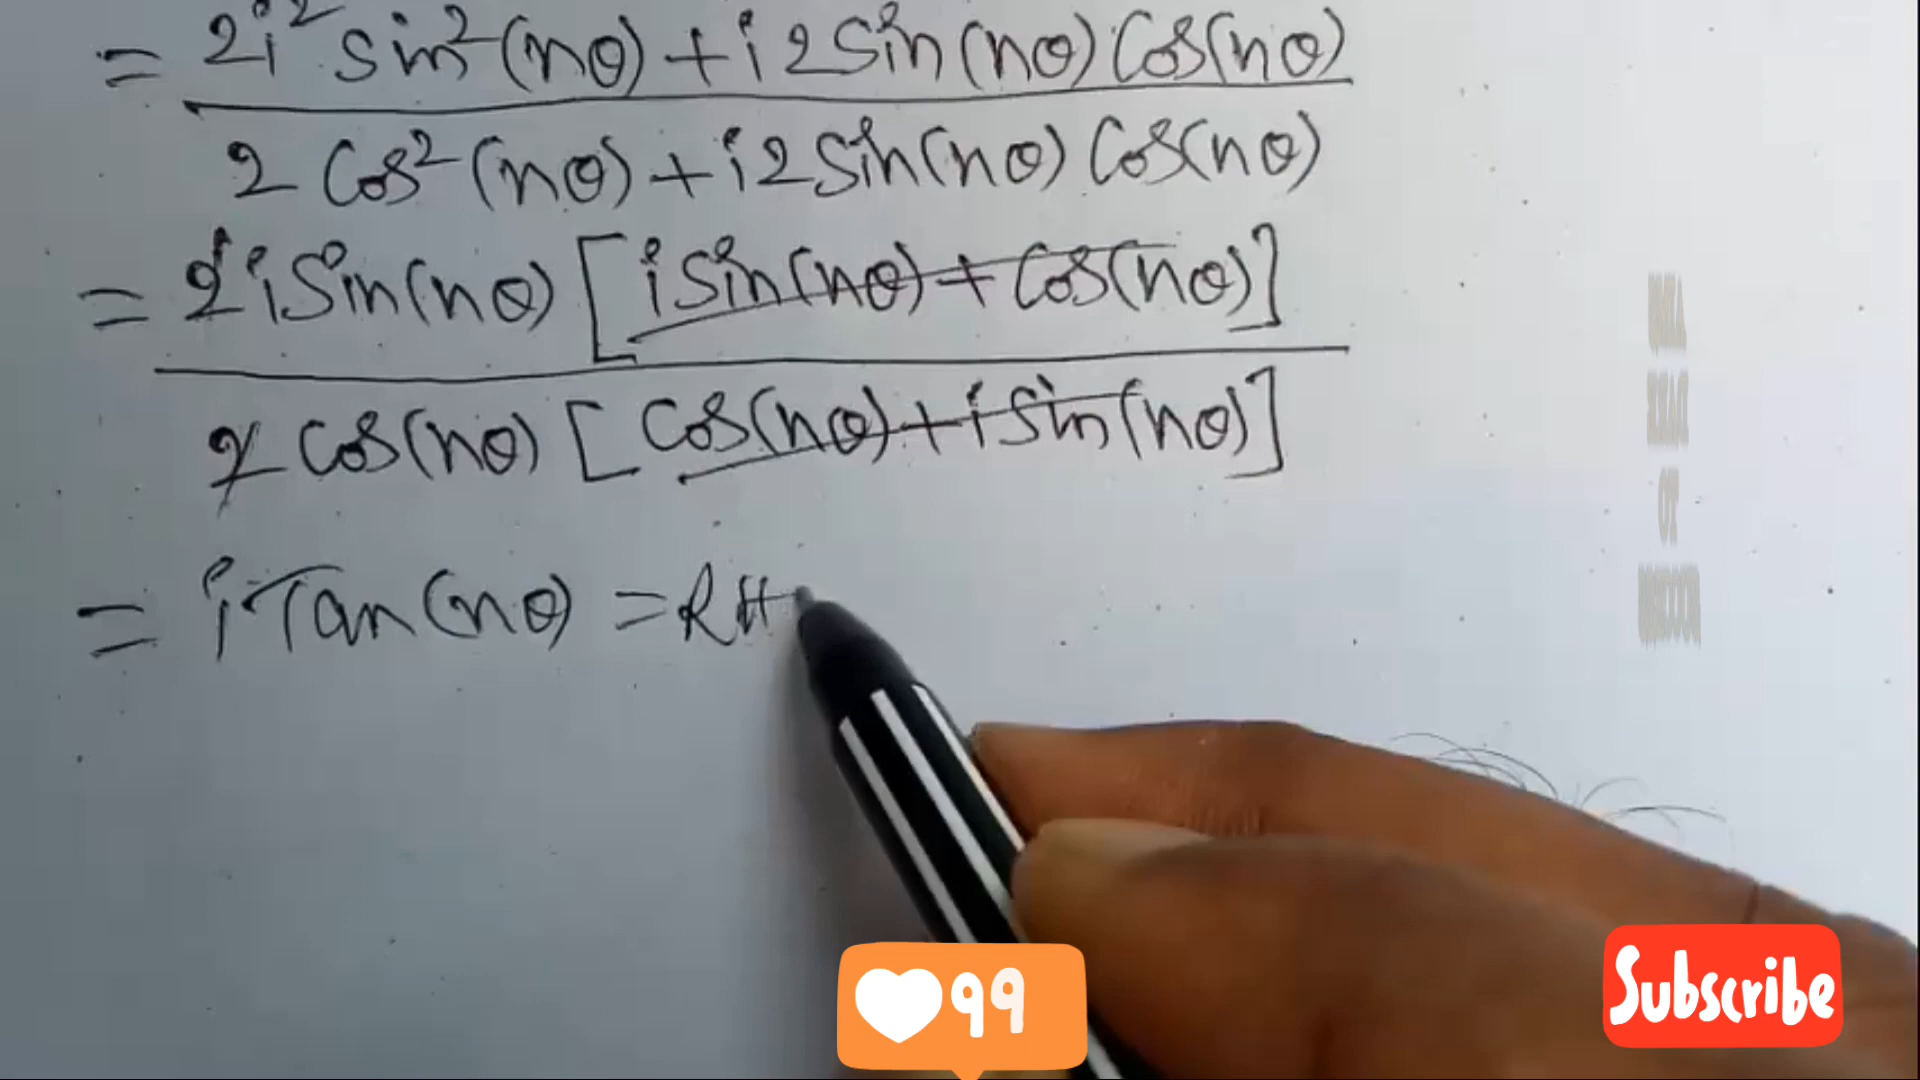 = 2i² sin²(nθ) + i 2 Sin(nθ) Cos(nθ)
2 Cos²(nθ) + i 2 Sin(nθ) Cos(nθ)
= 2 i Sin(nθ) [i Sin(nθ) + Cos(nθ)]
2 Cos(nθ) [Cos(nθ) + i Sin(nθ)]
= i Tan(nθ) = RH
99
Subscribe